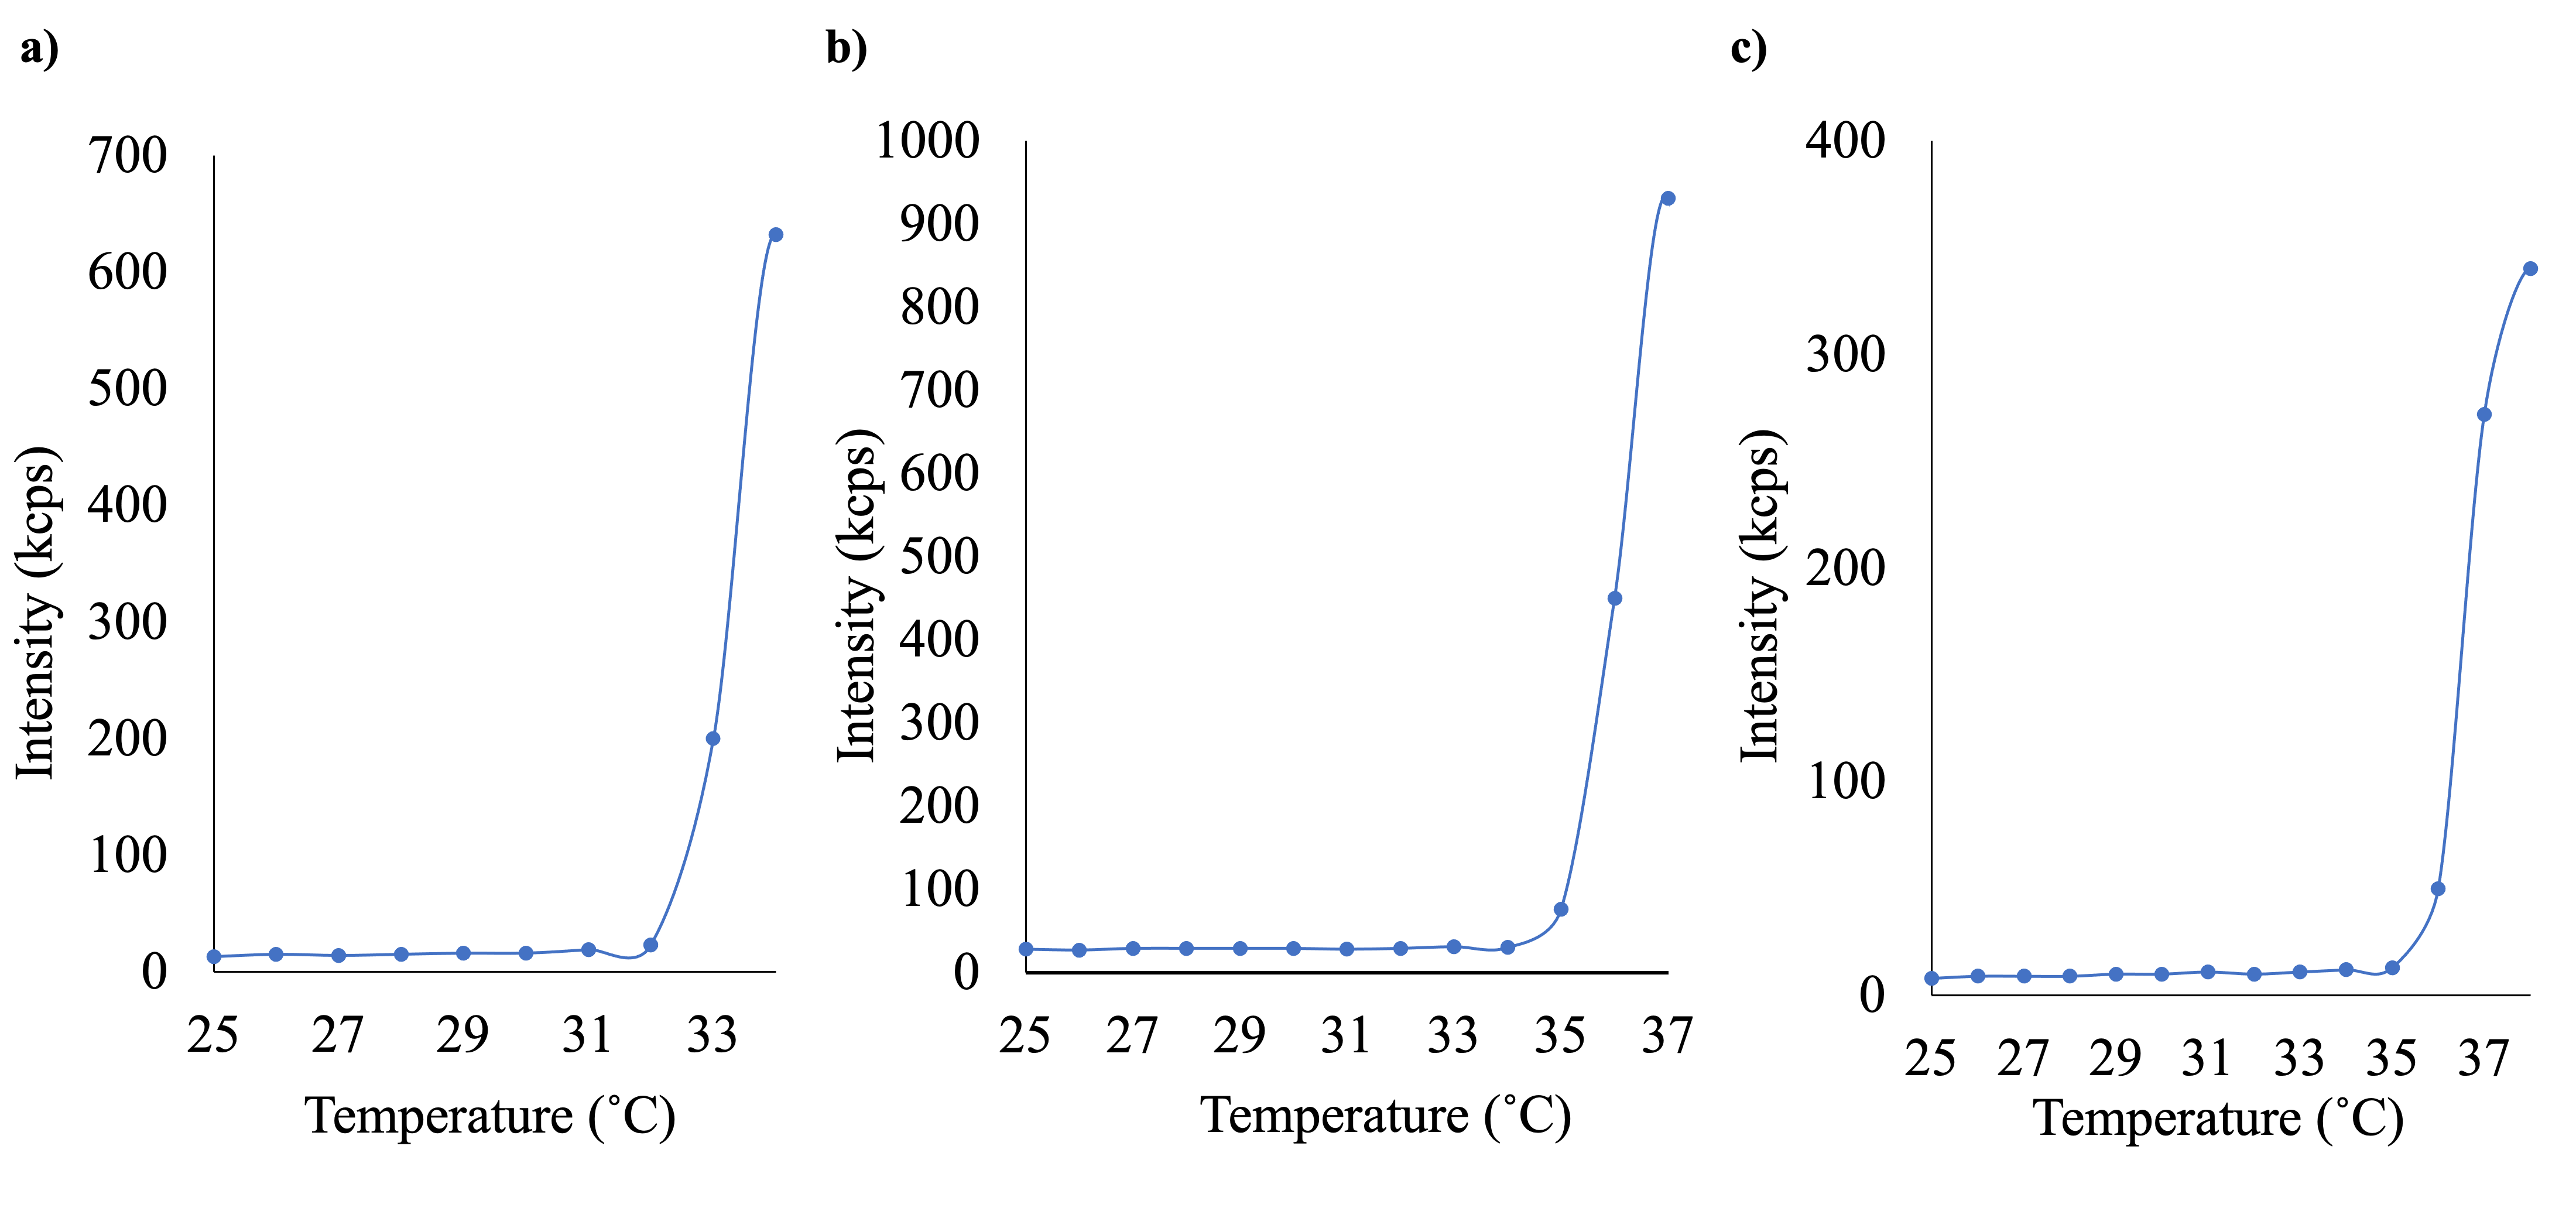 a)
700
600
500
400
300
200
100
0
Intensity (kcps)
25 27 29 31 33
Temperature (˚C)
b)
1000
900
800
700
600
500
400
300
200
100
0
Intensity (kcps)
25 27 29 31 33 35 37
Temperature (˚C)
c)
400
300
200
100
0
Intensity (kcps)
25 27 29 31 33 35 37
Temperature (˚C)